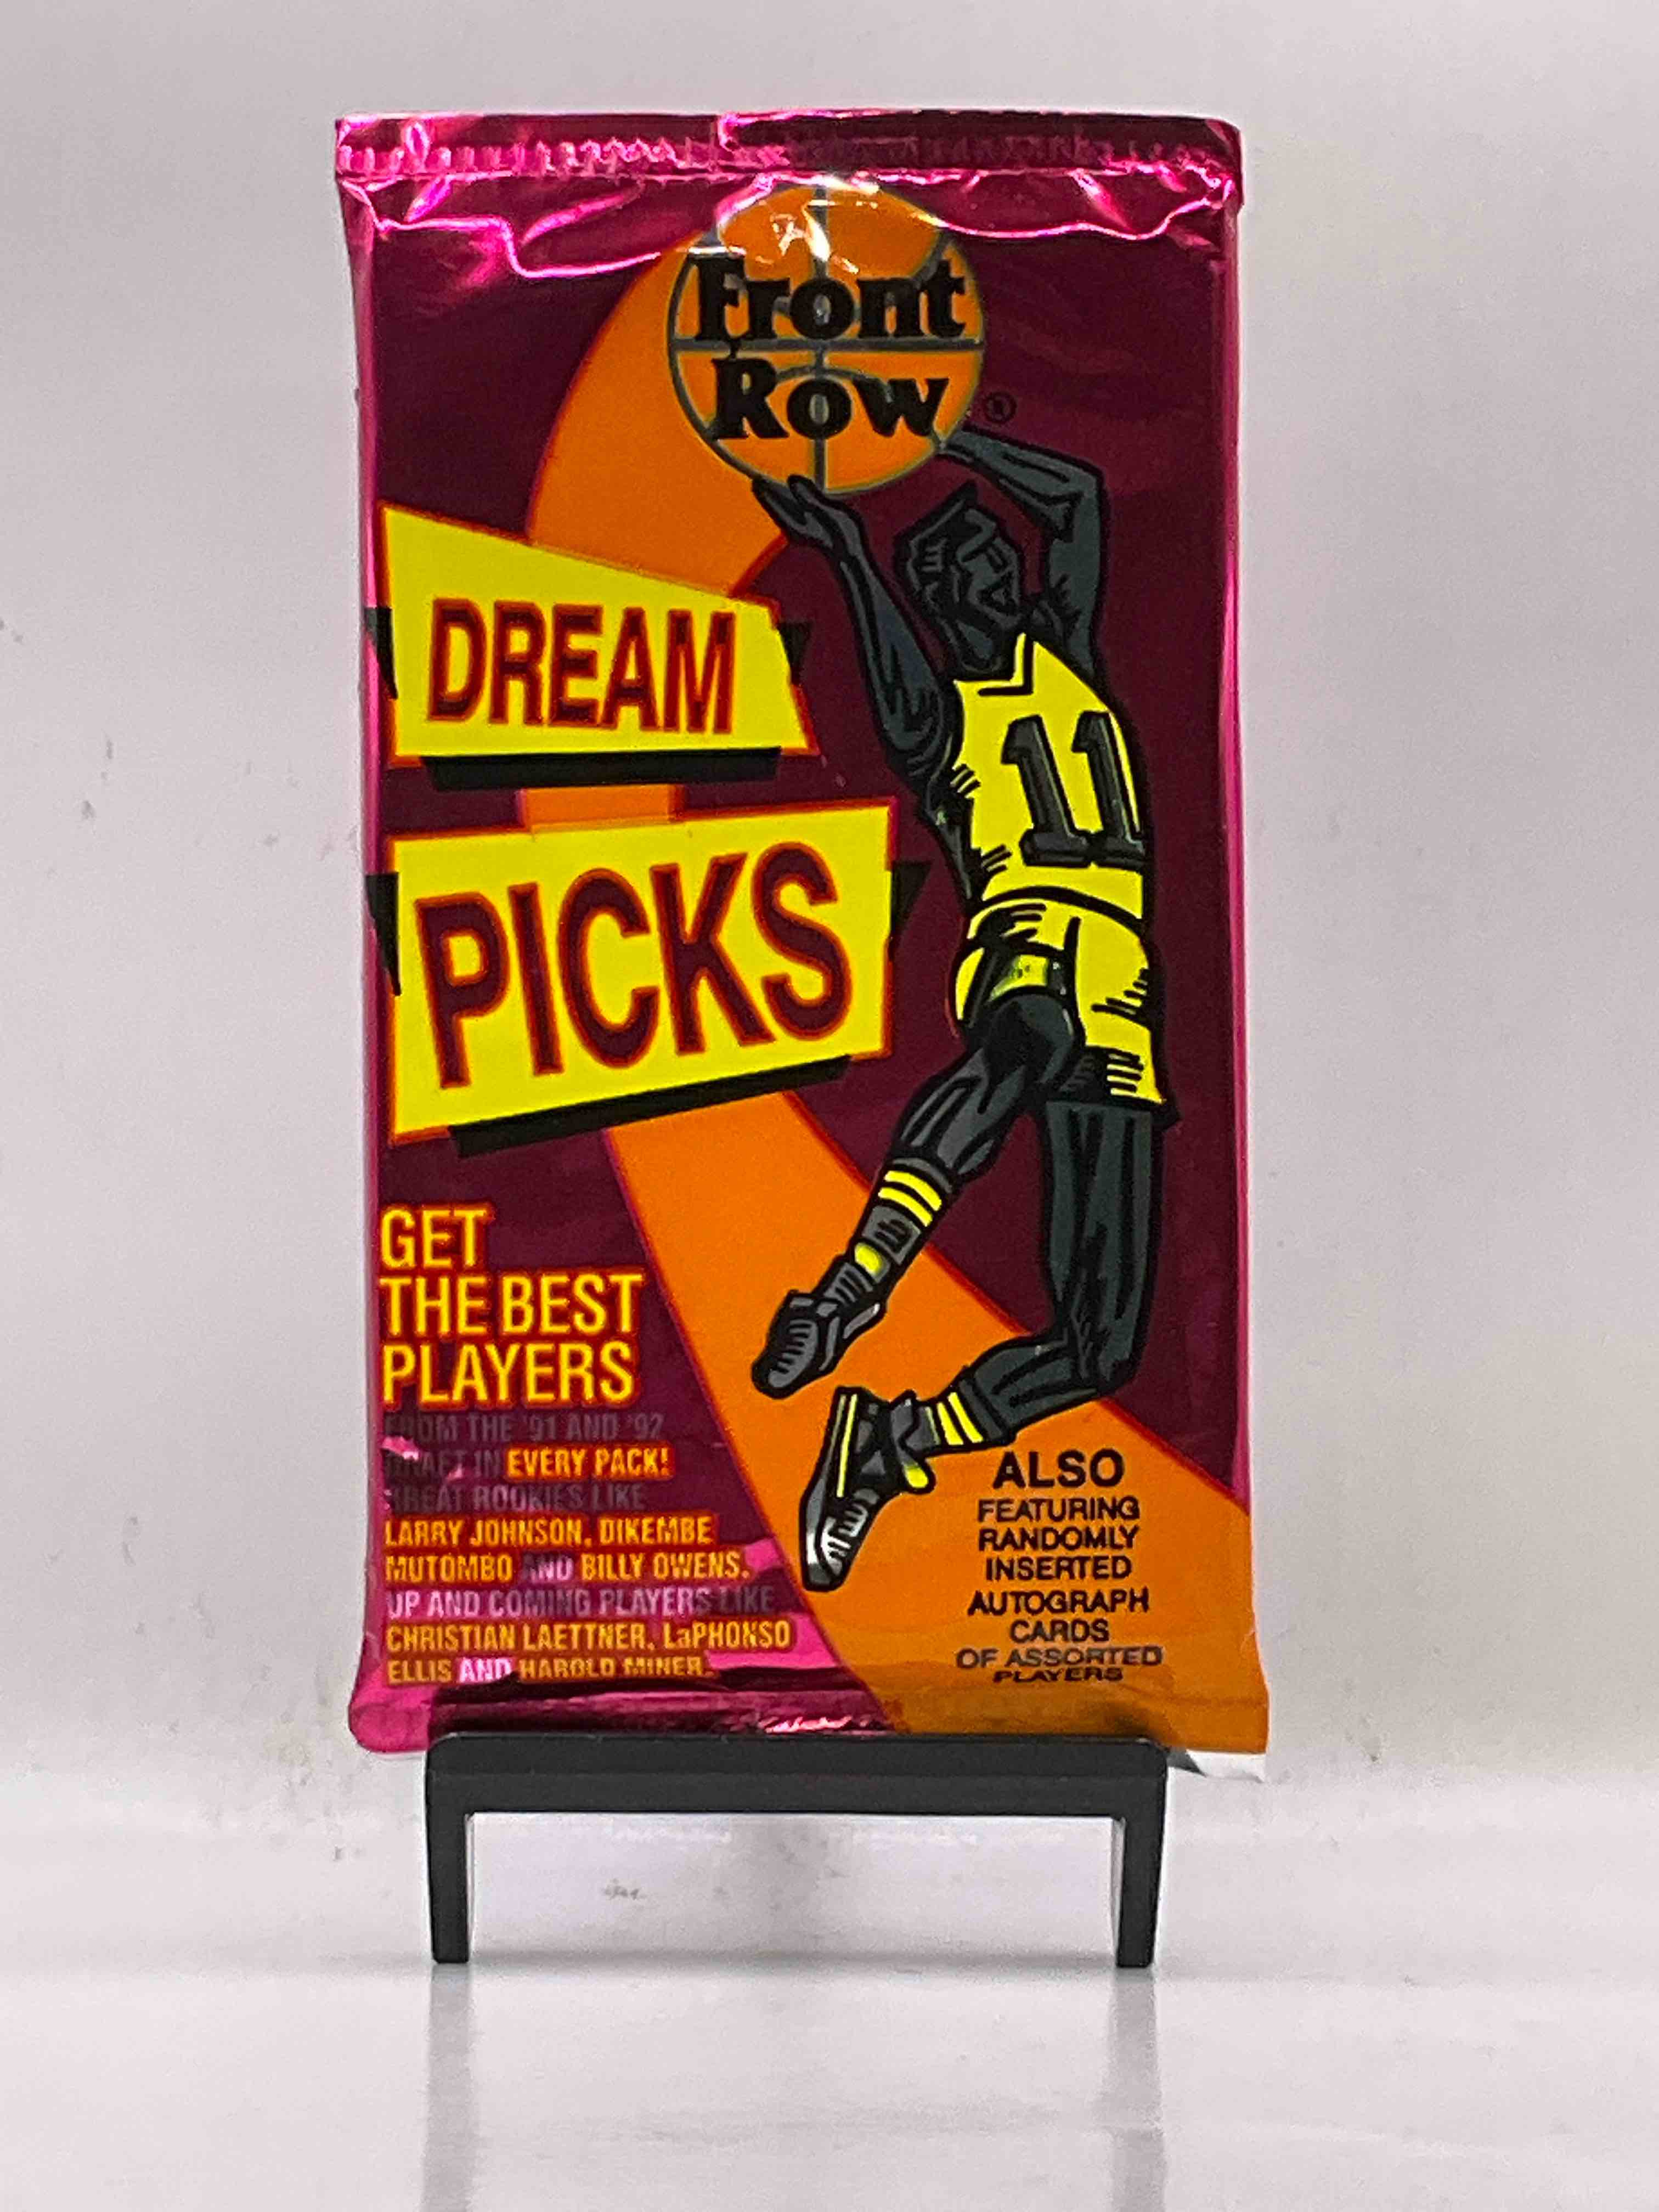 Front
Row
®
DREAM
PICKS
11
GET
THE BEST
PLAYERS
FROM THE '91 AND '92
DRAFT IN EVERY PACK!
GREAT ROOKIES LIKE
LARRY JOHNSON, DIKEMBE
MUTOMBO AND BILLY OWENS.
UP AND COMING PLAYERS LIKE
CHRISTIAN LAETTNER, LaPHONSO
ELLIS AND HAROLD MINER.
ALSO
FEATURING
RANDOMLY
INSERTED
AUTOGRAPH
CARDS
OF ASSORTED
PLAYERS